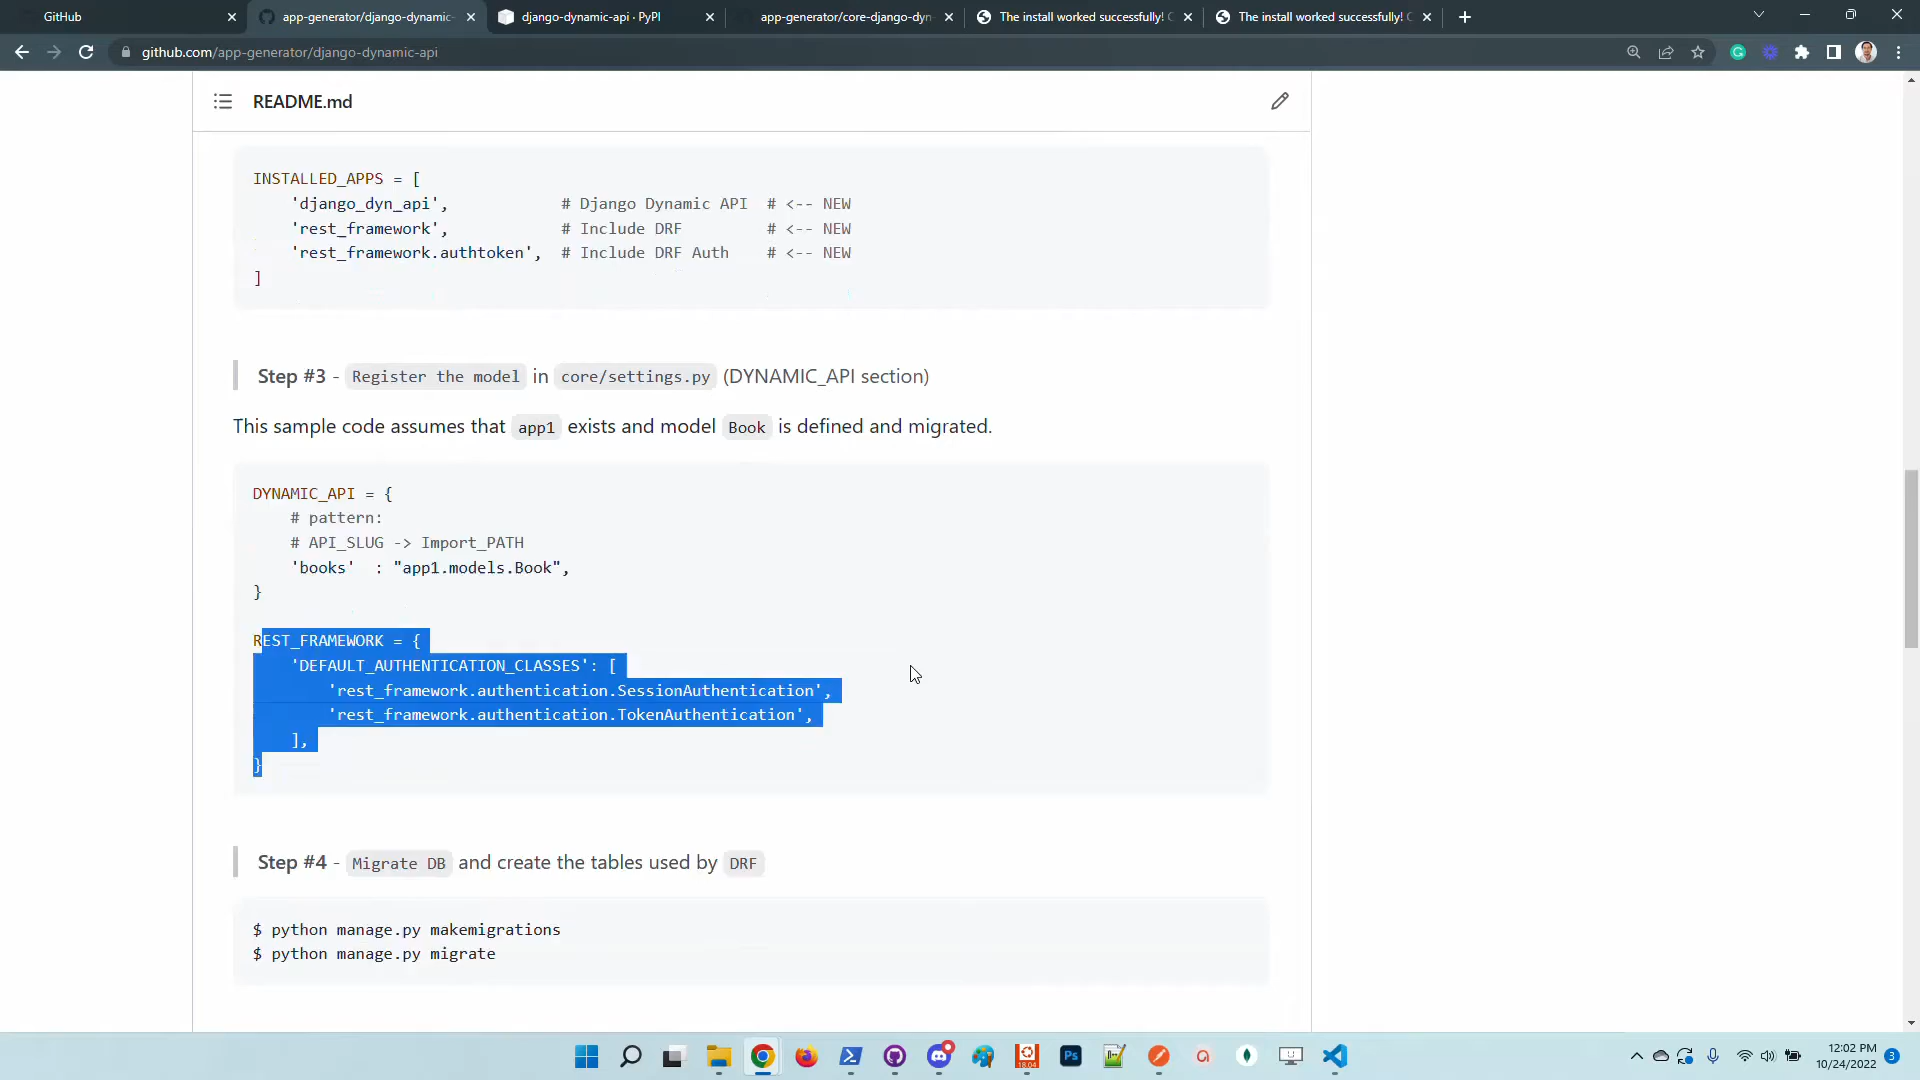 GitHub
app-generator/django-dynamic-
django-dynamic-api · PyPI
app-generator/core-django-dyn
The install worked successfully! C
The install worked successfully! C
github.com/app-generator/django-dynamic-api
README.md
INSTALLED_APPS = [
'django_dyn_api', # Django Dynamic API # <-- NEW
'rest_framework', # Include DRF # <-- NEW
'rest_framework.authtoken', # Include DRF Auth # <-- NEW
]
Step #3 - Register the model in core/settings.py (DYNAMIC_API section)
This sample code assumes that app1 exists and model Book is defined and migrated.
DYNAMIC_API = {
# pattern:
# API_SLUG -> Import_PATH
'books' : "app1.models.Book",
}
REST_FRAMEWORK = {
'DEFAULT_AUTHENTICATION_CLASSES': [
'rest_framework.authentication.SessionAuthentication',
'rest_framework.authentication.TokenAuthentication',
],
}
Step #4 - Migrate DB and create the tables used by DRF
$ python manage.py makemigrations
$ python manage.py migrate
Ps
18.04
12:02 PM
10/24/2022
3